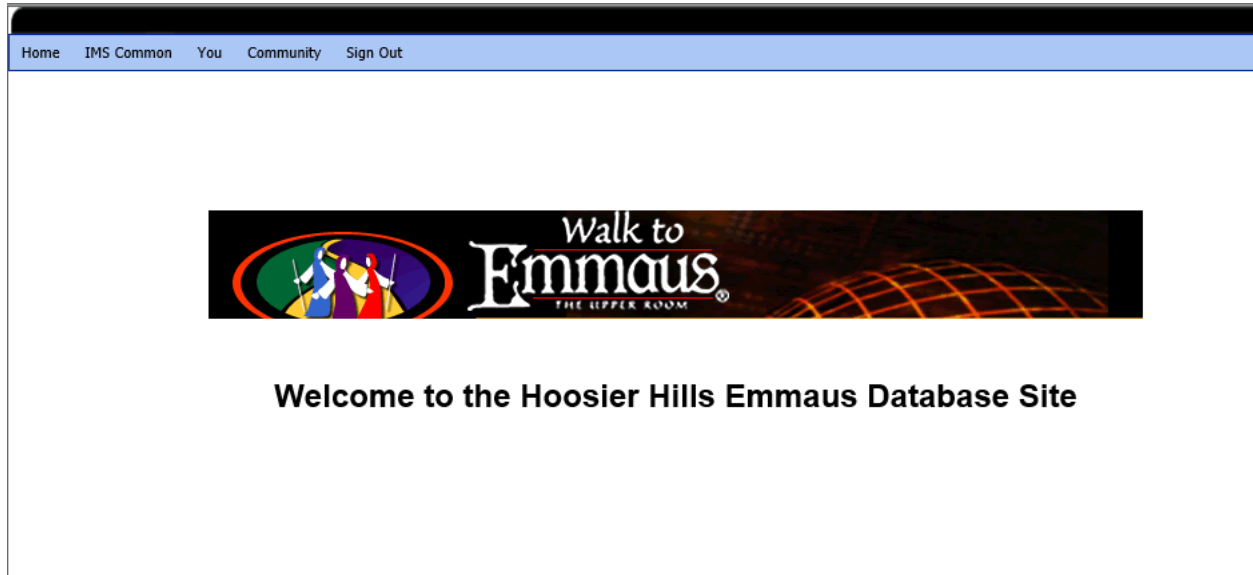 Home IMS Common You Community Sign Out
Walk to
Emmaus®
THE UPPER ROOM
Welcome to the Hoosier Hills Emmaus Database Site